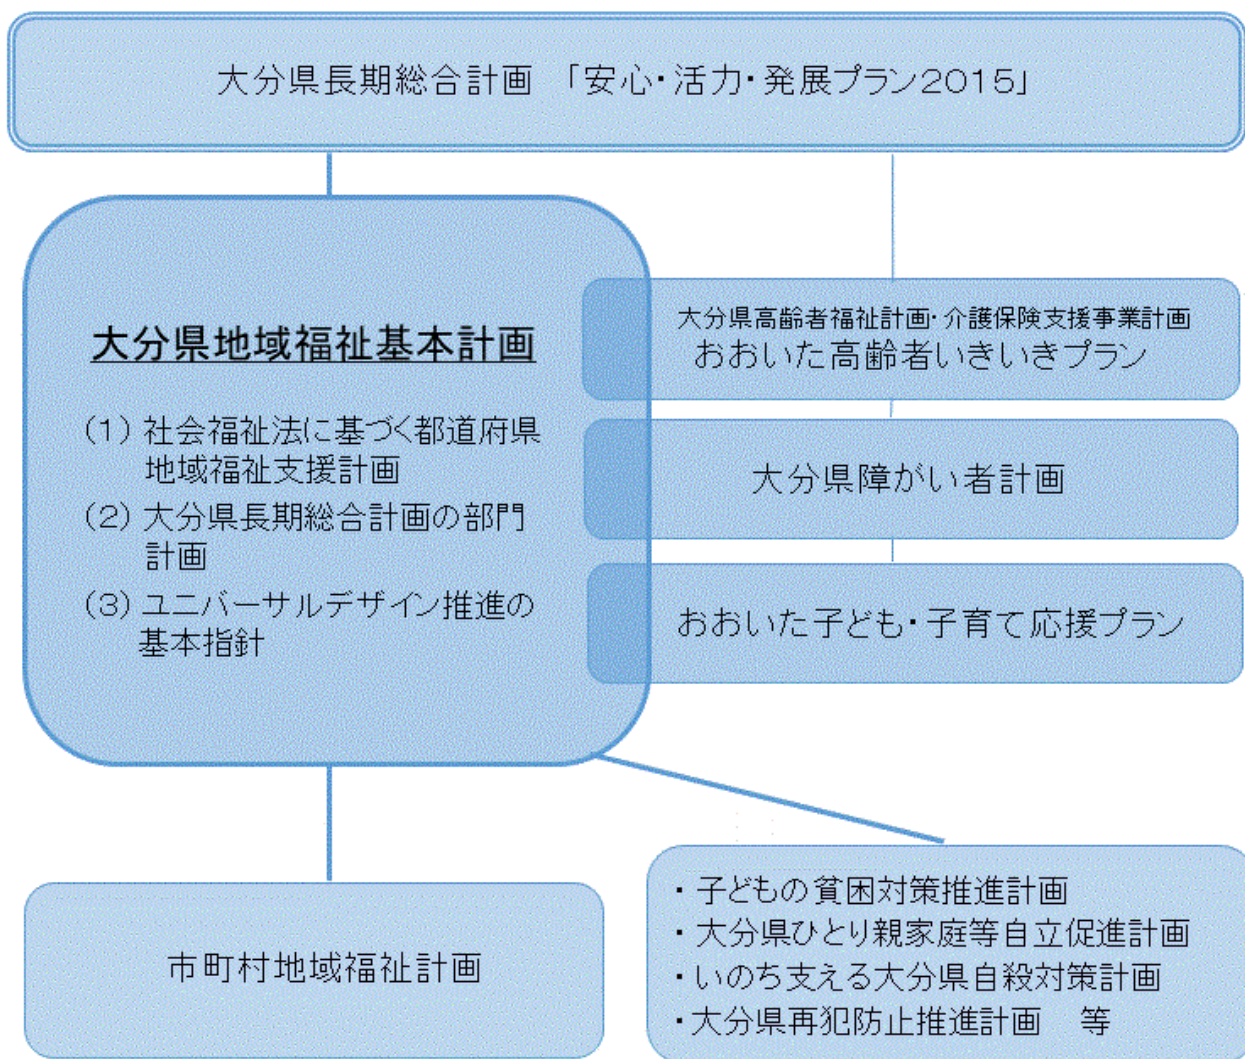 大分県長期総合計画 「安心・活力・発展プラン2015」
大分県地域福祉基本計画
(1) 社会福祉法に基づく都道府県
地域福祉支援計画
(2) 大分県長期総合計画の部門
計画
(3) ユニバーサルデザイン推進の
基本指針
大分県高齢者福祉計画・介護保険支援事業計画
おおいた高齢者いきいきプラン
大分県障がい者計画
おおいた子ども・子育て応援プラン
市町村地域福祉計画
・子どもの貧困対策推進計画
・大分県ひとり親家庭等自立促進計画
・いのち支える大分県自殺対策計画
・大分県再犯防止推進計画 等